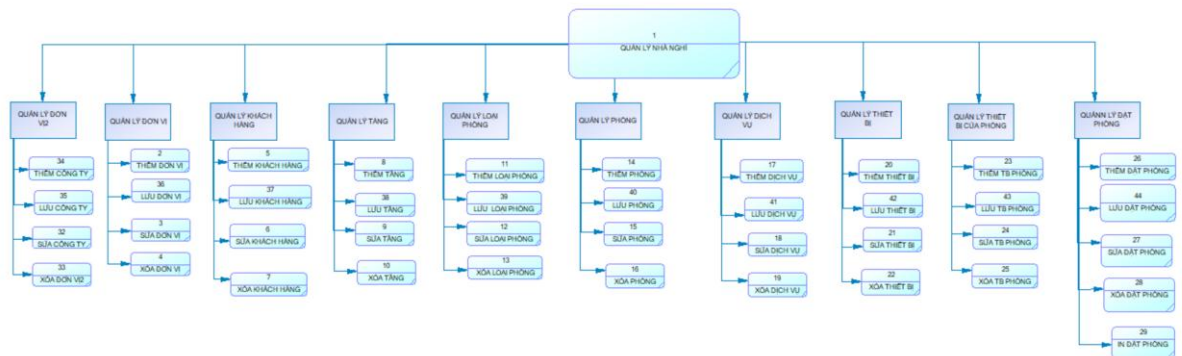 1
QUẢN LÝ NHÀ NGHỈ
QUẢN LÝ ĐƠN
VỊ2
34
THÊM CÔNG TY
35
LƯU CÔNG TY
32
SỬA CÔNG TY
33
XÓA ĐƠN VỊ2
QUẢN LÝ ĐƠN VỊ
2
THÊM ĐƠN VỊ
36
LƯU ĐƠN VỊ
3
SỬA ĐƠN VỊ
4
XÓA ĐƠN VỊ
QUẢN LÝ KHÁCH
HÀNG
5
THÊM KHÁCH HÀNG
37
LƯU KHÁCH HÀNG
6
SỬA KHÁCH HÀNG
7
XÓA KHÁCH HÀNG
QUẢN LÝ TẦNG
8
THÊM TẦNG
38
LƯU TẦNG
9
SỬA TẦNG
10
XÓA TẦNG
QUẢN LÝ LOẠI
PHÒNG
11
THÊM LOẠI PHÒNG
39
LƯU LOẠI PHÒNG
12
SỬA LOẠI PHÒNG
13
XÓA LOẠI PHÒNG
QUẢN LÝ PHÒNG
14
THÊM PHÒNG
40
LƯU PHÒNG
15
SỬA PHÒNG
16
XÓA PHÒNG
QUẢN LÝ DỊCH
VỤ
17
THÊM DỊCH VỤ
41
LƯU DỊCH VỤ
18
SỬA DỊCH VỤ
19
XÓA DỊCH VỤ
QUẢN LÝ THIẾT
BỊ
20
THÊM THIẾT BỊ
42
LƯU THIẾT BỊ
21
SỬA THIẾT BỊ
22
XÓA THIẾT BỊ
QUẢN LÝ THIẾT
BỊ CỦA PHÒNG
23
THÊM TB PHÒNG
43
LƯU TB PHÒNG
24
SỬA TB PHÒNG
25
XÓA TB PHÒNG
QUẢNN LÝ ĐẶT
PHÒNG
26
THÊM ĐẶT PHÒNG
44
LƯU ĐẶT PHÒNG
27
SỬA ĐẶT PHÒNG
28
XÓA ĐẶT PHÒNG
29
IN ĐẶT PHÒNG